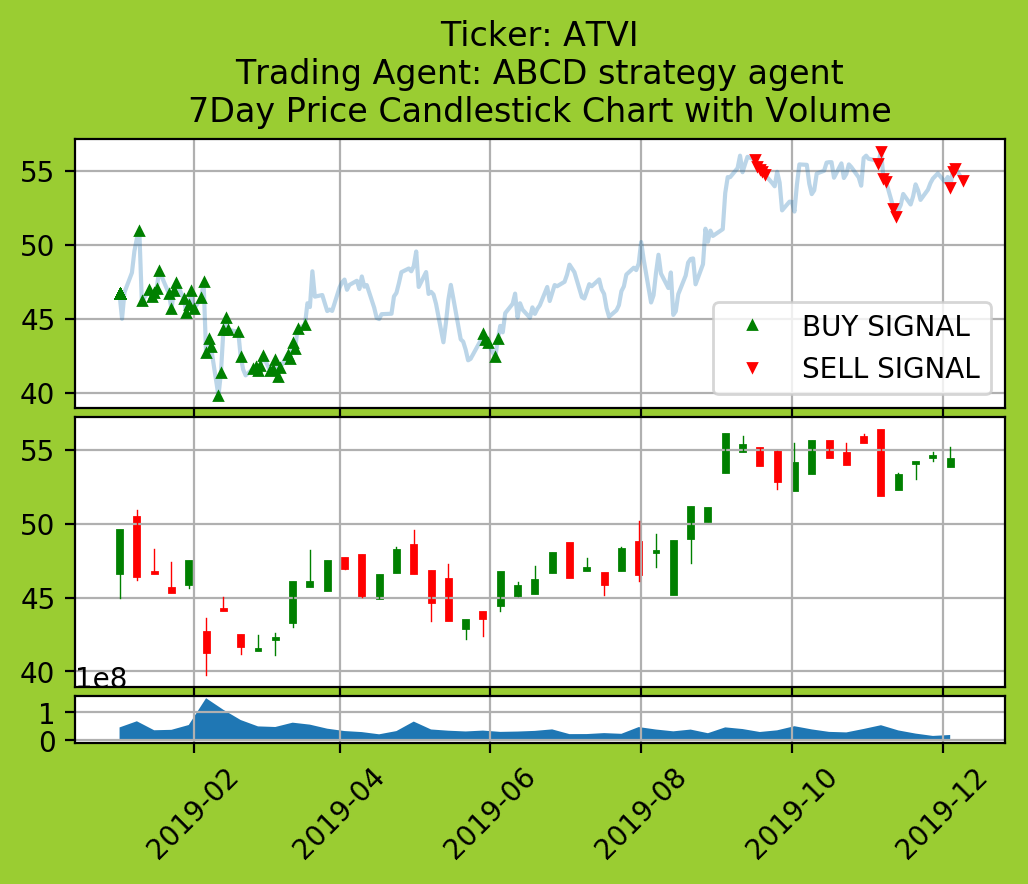 Ticker: ATVI
Trading Agent: ABCD strategy agent
7Day Price Candlestick Chart with Volume
55
50
45
40
BUY SIGNAL
SELL SIGNAL
55
50
45
40
1e8
1
0
2019-02
2019-04
2019-06
2019-08
2019-10
2019-12